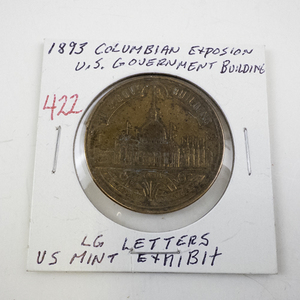 1893 COLUMBIAN EXPOSION
U.S. GOVERNMENT BUILDING
422
LG LETTERS
US MINT EXHIBIT